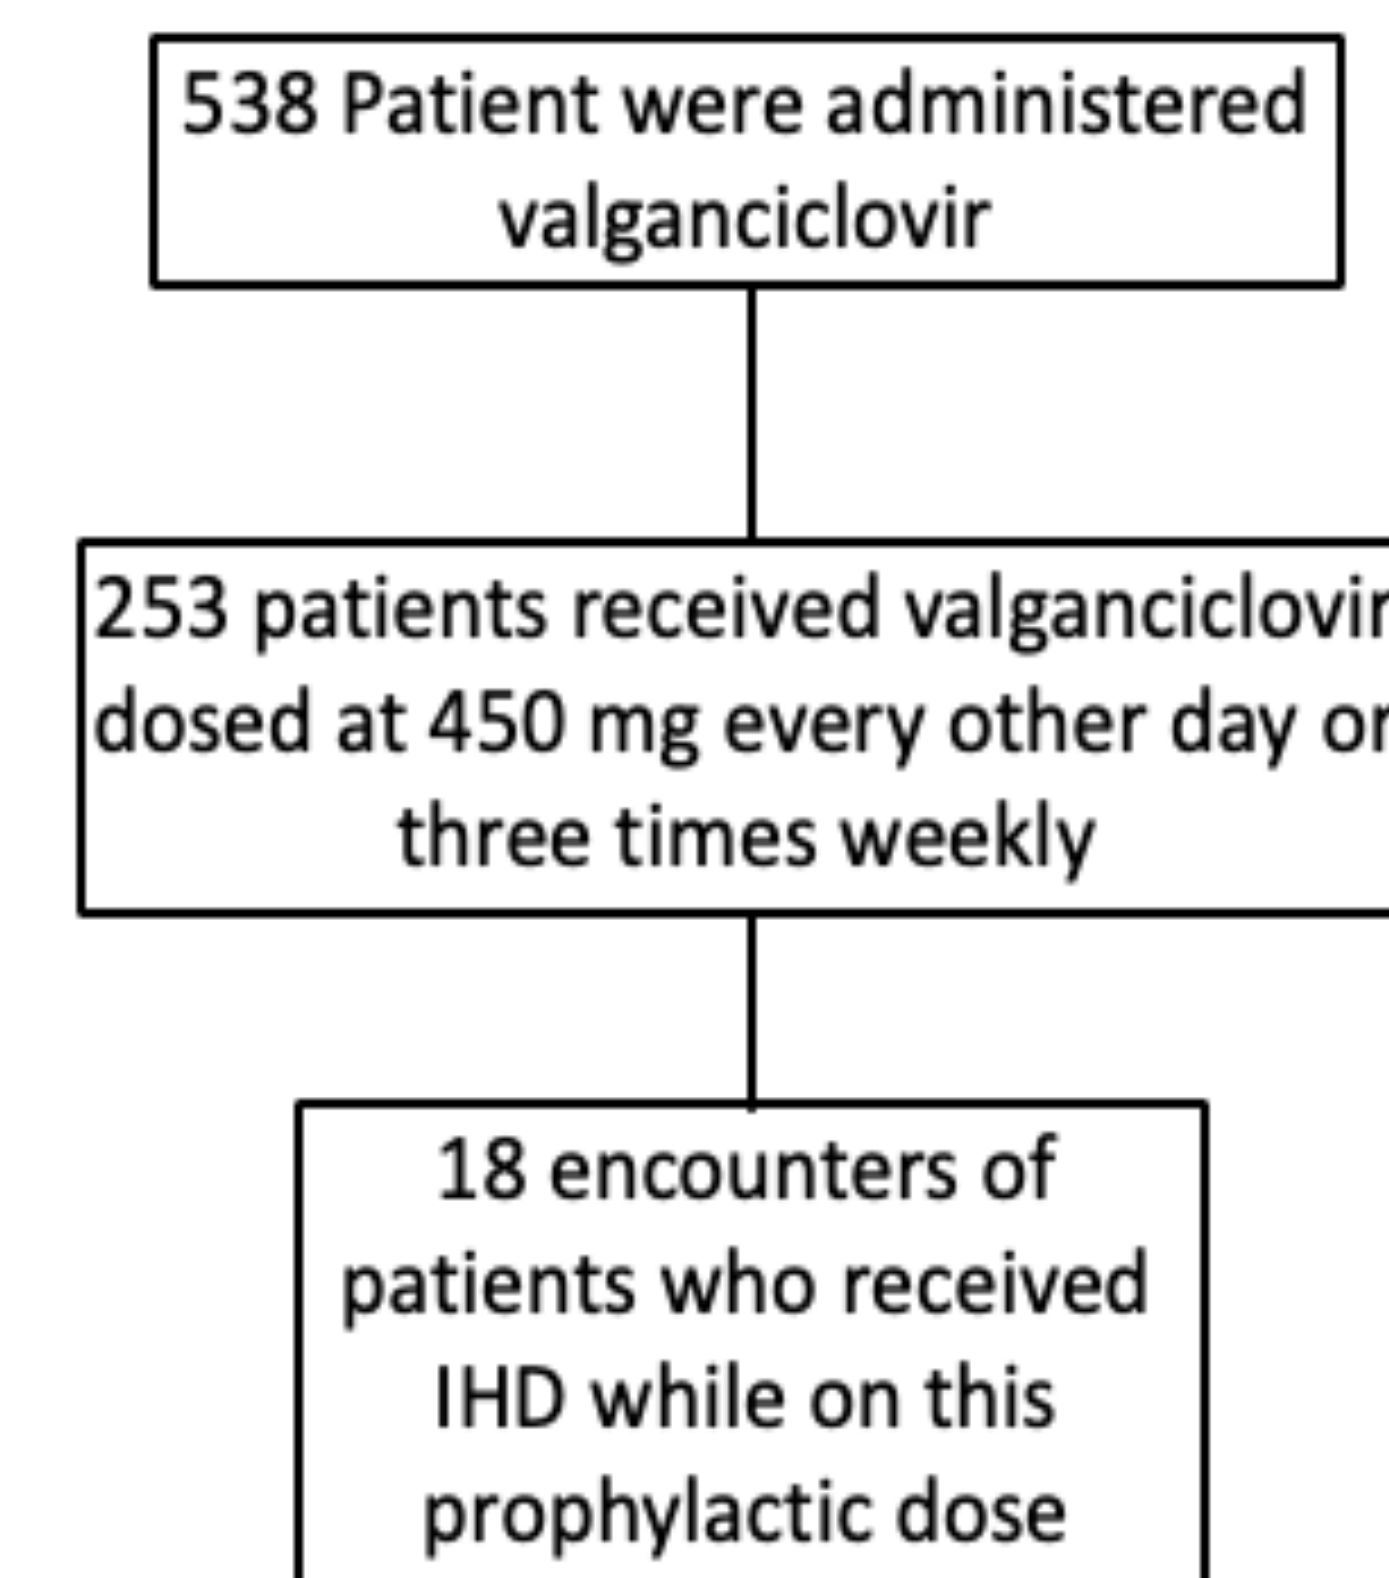 538 Patient were administered
valganciclovir
253 patients received valganciclovir
dosed at 450 mg every other day or
three times weekly
18 encounters of
patients who received
IHD while on this
prophylactic dose